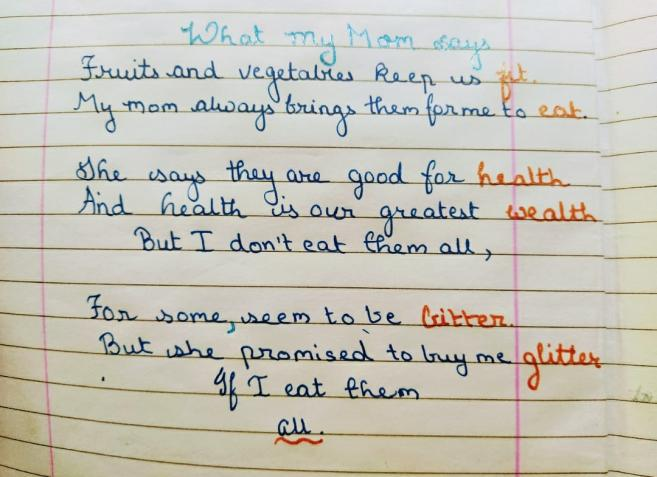 What my Mom says
Fruits and vegetables keep us fit.
My mom always brings them for me to eat.
She says they are good for health
And health is our greatest wealth
But I don't eat them all,
For some, seem to be bitter.
But she promised to buy me glitter
If I eat them
all.